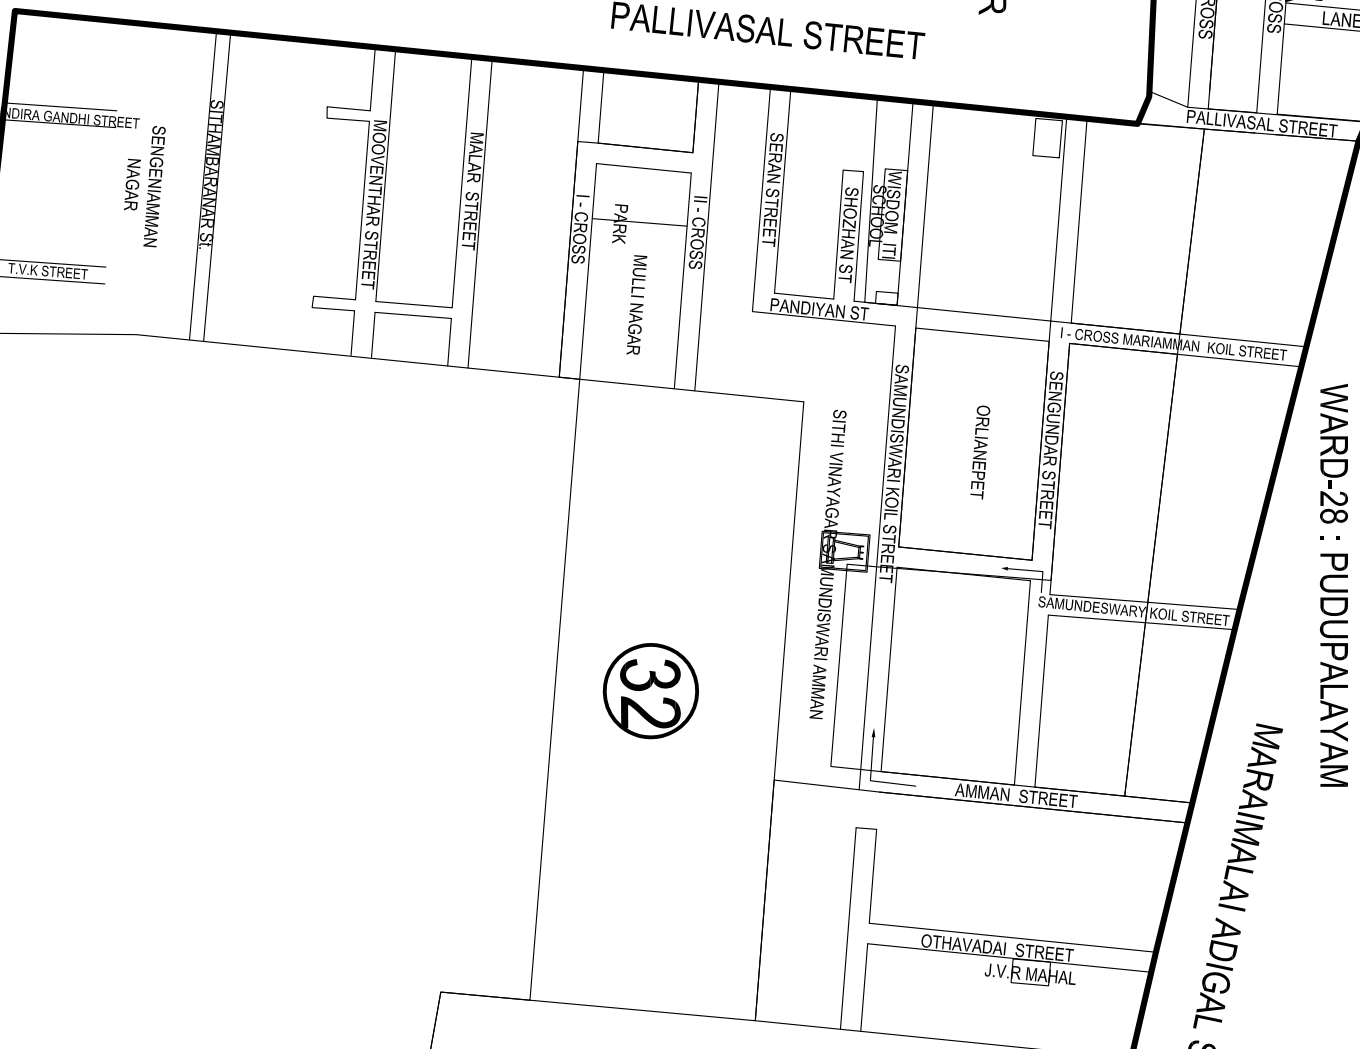 PALLIVASAL STREET
R
ROSS
OSS
LANE
PALLIVASAL STREET
NDIRA GANDHI STREET
SENGENIAMMAN
NAGAR
SITHAMBARANAR St.
T.V.K STREET
MOOVENTHAR STREET
MALAR STREET
I - CROSS
PARK
MULLI NAGAR
II - CROSS
SERAN STREET
SHOZHAN ST
WISDOM ITI
SCHOOL
PANDIYAN ST
I - CROSS MARIAMMAN KOIL STREET
SAMUNDISWARI KOIL STREET
ORLIANEPET
SENGUNDAR STREET
SITHI VINAYAGAR SAMUNDISWARI AMMAN
SAMUNDESWARY KOIL STREET
WARD-28 : PUDUPALAYAM
32
MARAIMALAI ADIGAL S
AMMAN STREET
OTHAVADAI STREET
J.V.R MAHAL